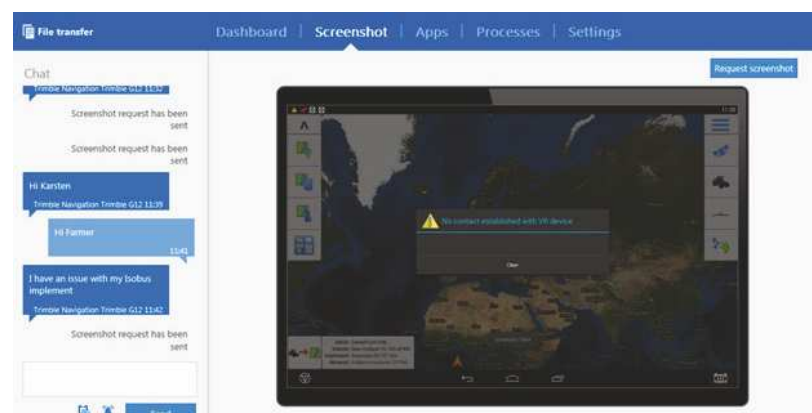 File transfer
Dashboard | Screenshot | Apps | Processes | Settings
Request screenshot
Chat
Trimble Navigation Trimble G12 11:32
Screenshot request has been
sent
Screenshot request has been
sent
Hi Karsten
Trimble Navigation Trimble G12 11:39
Hi Farmer
11:41
I have an issue with my Isobus
implement
Trimble Navigation Trimble G12 11:42
Screenshot request has been
sent
Send
No contact established with VR device